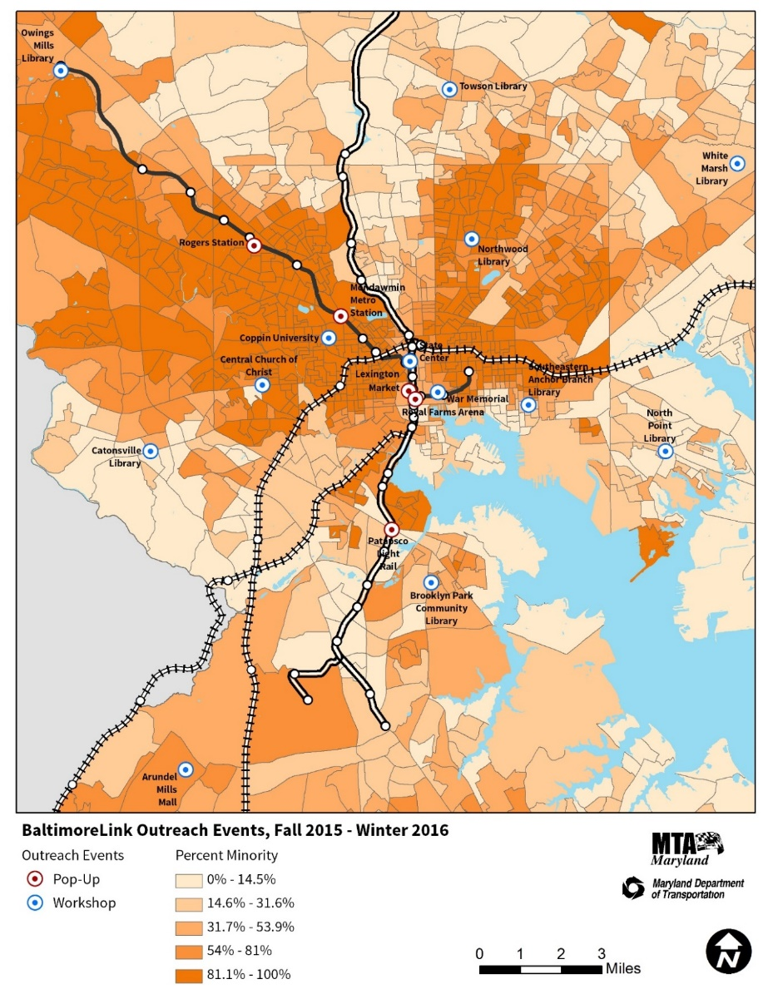 Owings
Mills
Library
Towson Library
White
Marsh
Library
Rogers Station
Northwood
Library
Mondawmin
Metro
Station
Coppin University
State
Center
Central Church of
Christ
Lexington
Market
Southeastern
Anchor Branch
Library
War Memorial
Royal Farms Arena
North
Point
Library
Catonsville
Library
Patapsco
Light
Rail
Brooklyn Park
Community
Library
Arundel
Mills
Mall
BaltimoreLink Outreach Events, Fall 2015 - Winter 2016
Outreach Events
Pop-Up
Workshop
Percent Minority
0% - 14.5%
14.6% - 31.6%
31.7% - 53.9%
54% - 81%
81.1% - 100%
MTA
Maryland
Maryland Department
of Transportation
0 1 2 3
Miles
N